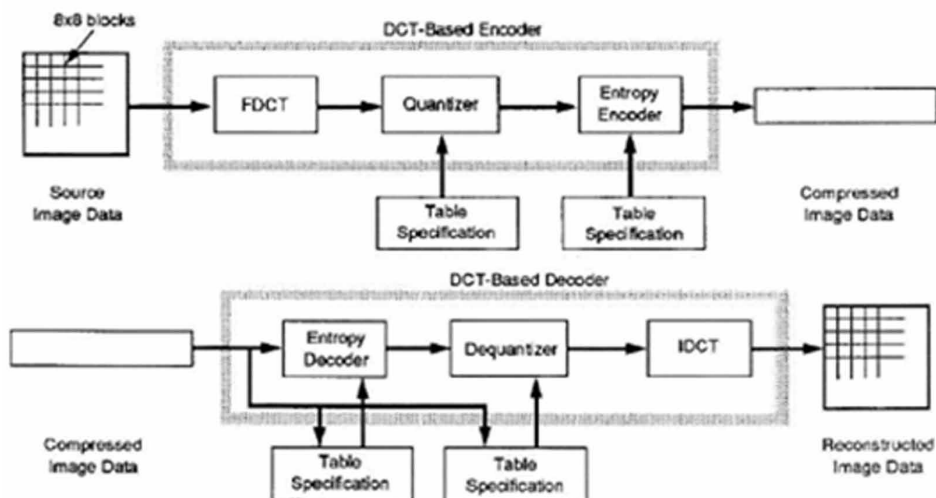 8x8 blocks
DCT-Based Encoder
FDCT
Quantizer
Entropy
Encoder
Source
Image Data
Table
Specification
Table
Specification
Compressed
Image Data
DCT-Based Decoder
Entropy
Decoder
Dequantizer
IDCT
Compressed
Image Data
Table
Specification
Table
Specification
Reconstructed
Image Data